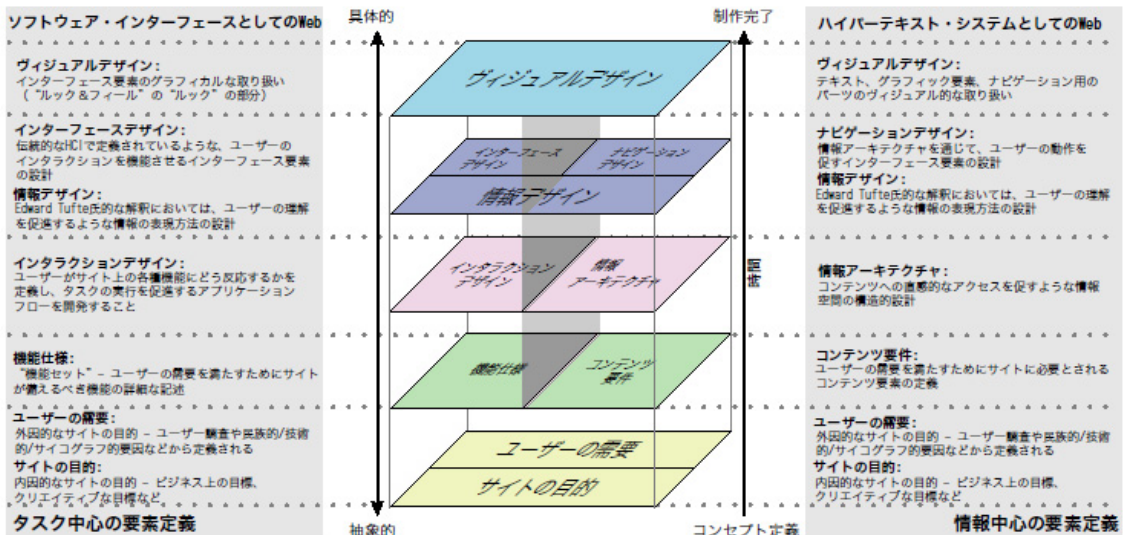 ソフトウェア・インターフェースとしてのWeb
ヴィジュアルデザイン：
インターフェース要素のグラフィカルな取り扱い
（“ルック＆フィール”の“ルック”の部分）
インターフェースデザイン：
伝統的なHCIで定義されているような、ユーザーの
インタラクションを機能させるインターフェース要素
の設計
情報デザイン：
Edward Tufte氏的な解釈においては、ユーザーの理解
を促進するような情報の表現方法の設計
インタラクションデザイン：
ユーザーがサイト上の各種機能にどう反応するかを
定義し、タスクの実行を促進するアプリケーション
フローを開発すること
機能仕様：
“機能セット” – ユーザーの需要を満たすためにサイト
が備えるべき機能の詳細な記述
ユーザーの需要：
外因的なサイトの目的 – ユーザー調査や民族的/技術
的/サイコグラフ的要因などから定義される
サイトの目的：
内因的なサイトの目的 – ビジネス上の目標、
クリエイティブな目標など
タスク中心の要素定義
具体的
制作完了
ヴィジュアルデザイン
インターフェース
デザイン
ナビゲーション
デザイン
情報デザイン
インタラクション
デザイン
情報
アーキテクチャ
時間
機能仕様
コンテンツ
要件
ユーザーの需要
サイトの目的
抽象的
コンセプト定義
ハイパーテキスト・システムとしてのWeb
ヴィジュアルデザイン：
テキスト、グラフィック要素、ナビゲーション用の
パーツのヴィジュアル的な取り扱い
ナビゲーションデザイン：
情報アーキテクチャを通じて、ユーザーの動作を
促すインターフェース要素の設計
情報デザイン：
Edward Tufte氏的な解釈においては、ユーザーの理解
を促進するような情報の表現方法の設計
情報アーキテクチャ：
コンテンツへの直感的なアクセスを促すような情報
空間の構造的設計
コンテンツ要件：
ユーザーの需要を満たすためにサイトに必要とされる
コンテンツ要素の定義
ユーザーの需要：
外因的なサイトの目的 – ユーザー調査や民族的/技術
的/サイコグラフ的要因などから定義される
サイトの目的：
内因的なサイトの目的 – ビジネス上の目標、
クリエイティブな目標など
情報中心の要素定義